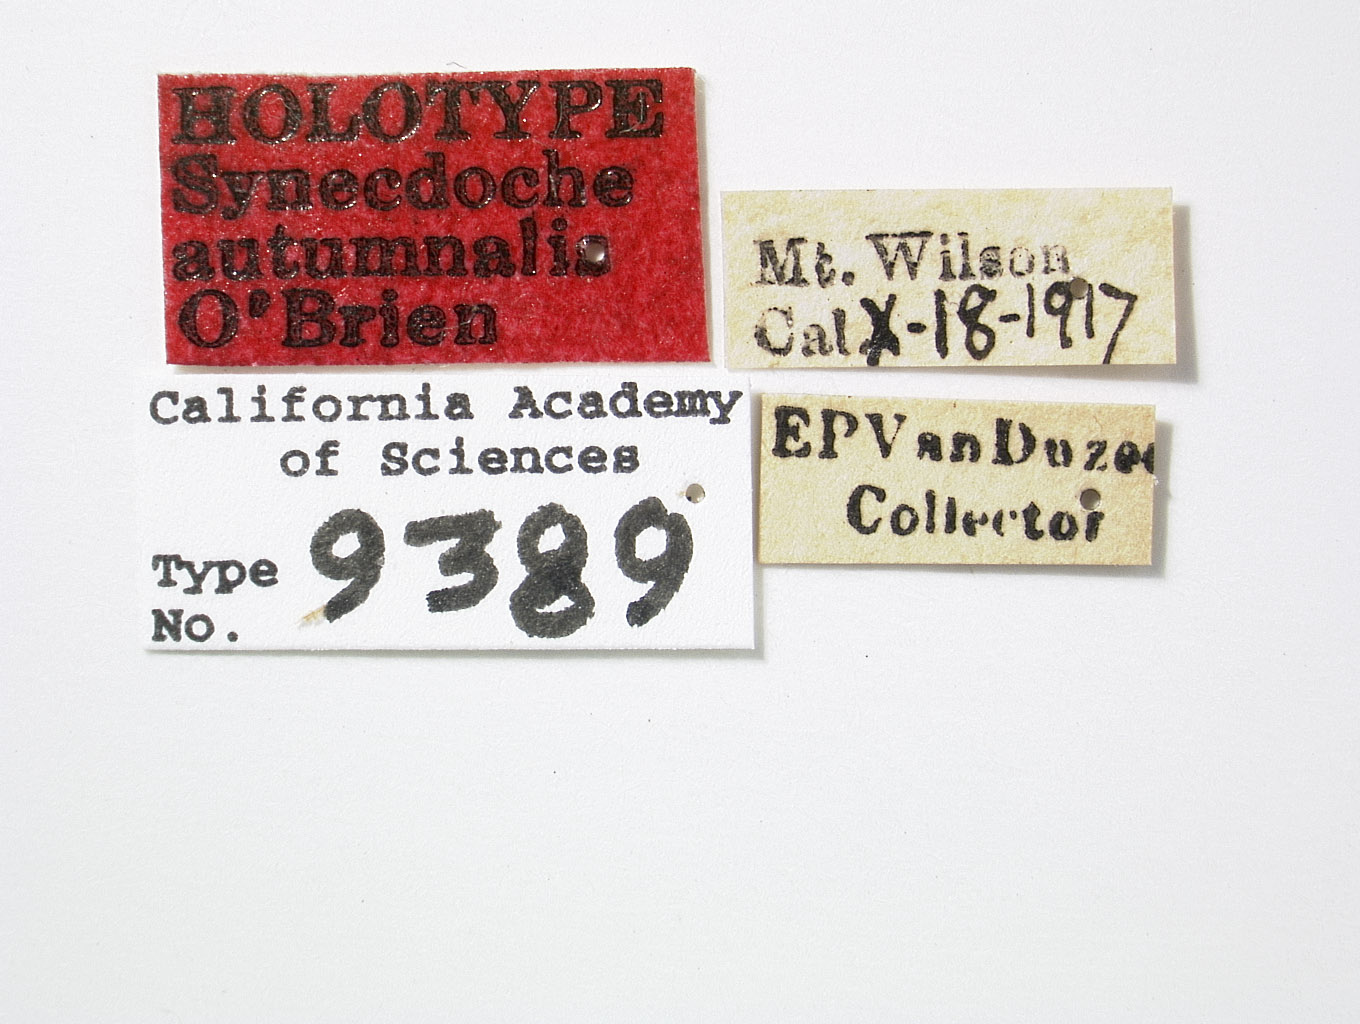 HOLOTYPE
Synecdoche
autumnalis
O'Brien
Mt. Wilson
Cal. X-18-1917
California Academy
of Sciences
Type
No. 9389
EPVanDuzee
Collector